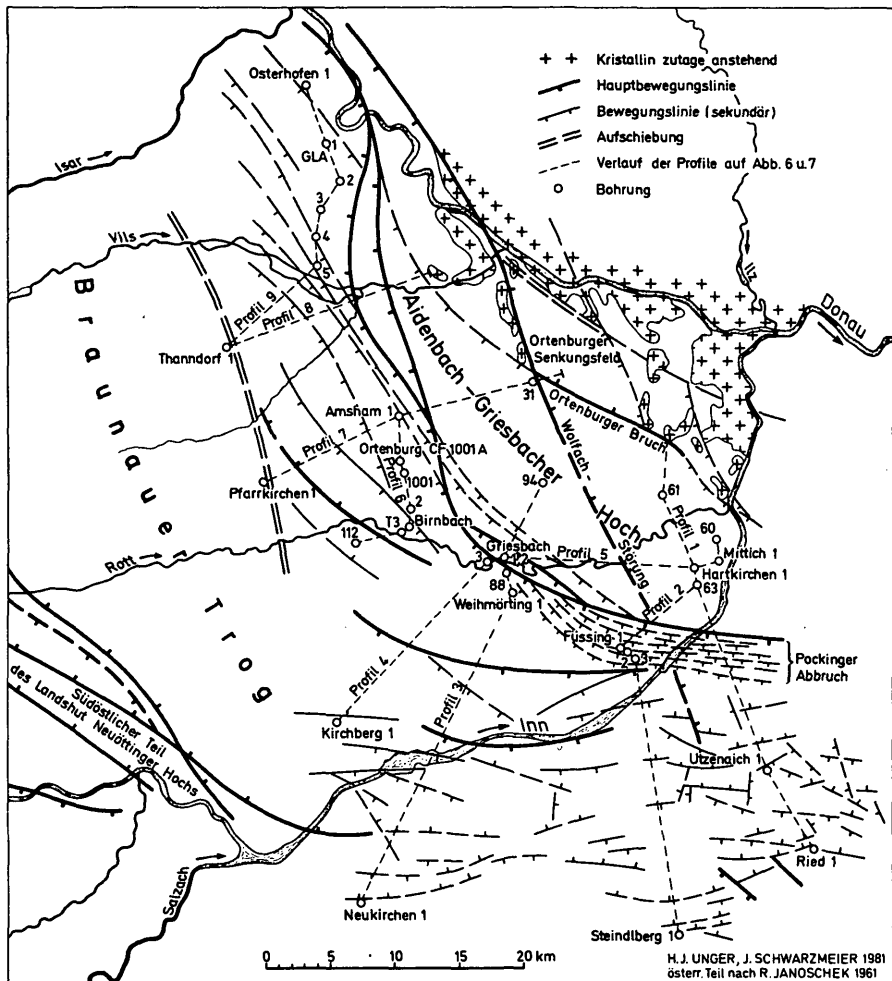 Osterhofen 1
Kristallin zutage anstehend
Hauptbewegungslinie
Bewegungslinie (sekundär)
Aufschiebung
Verlauf der Profile auf Abb. 6 u. 7
Bohrung
Isar
1
GLA
2
3
4
5
Vils
Ilz
Donau
Profil 9
Profil 8
Thanndorf 1
Braunauer Trog
Aidenbach-Griesbacher Hoch
Ortenburger
Senkungsfeld
31
Ortenburger Bruch
Wolfach
Störung
Amsham 1
Profil 7
Ortenburg CF 1001 A
1001
Profil 6
2
Pfarrkirchen 1
T3
Birnbach
112
94
61
60
Profil 1
Mittich 1
Rott
3
Griesbach
1 2
Profil 5
Hartkirchen 1
63
88
Weihmörting 1
Profil 2
Füssing 1
2
3
Pockinger
Abbruch
Profil 4
Profil 3
Südöstlicher Teil
des Landshut Neuöttinger Hochs
Kirchberg 1
Inn
Utzenaich 1
Ried 1
Salzach
Neukirchen 1
Steindlberg 1
0 5 10 15 20 km
H.J. UNGER, J. SCHWARZMEIER 1981
österr. Teil nach R. JANOSCHEK 1961